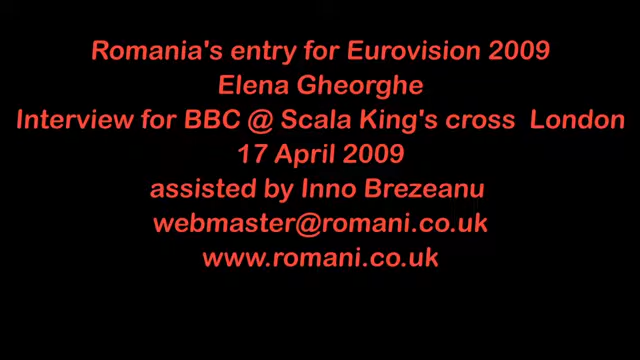 Romania's entry for Eurovision 2009
Elena Gheorghe
Interview for BBC @ Scala King's cross London
17 April 2009
assisted by Inno Brezeanu
webmaster@romani.co.uk
www.romani.co.uk